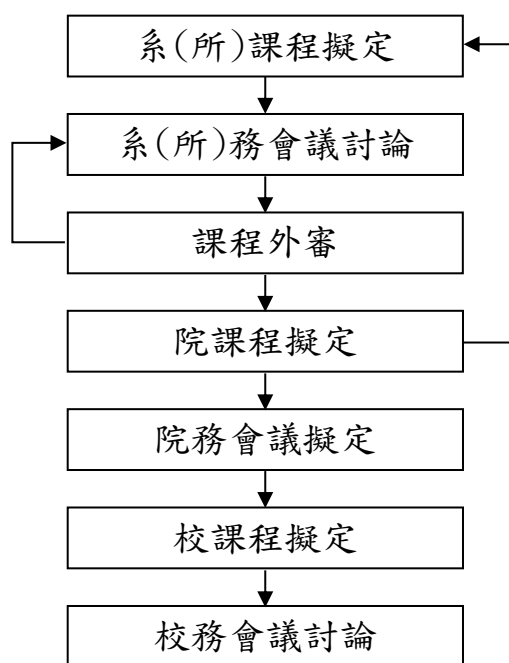 系(所)課程擬定
系(所)務會議討論
課程外審
院課程擬定
院務會議擬定
校課程擬定
校務會議討論